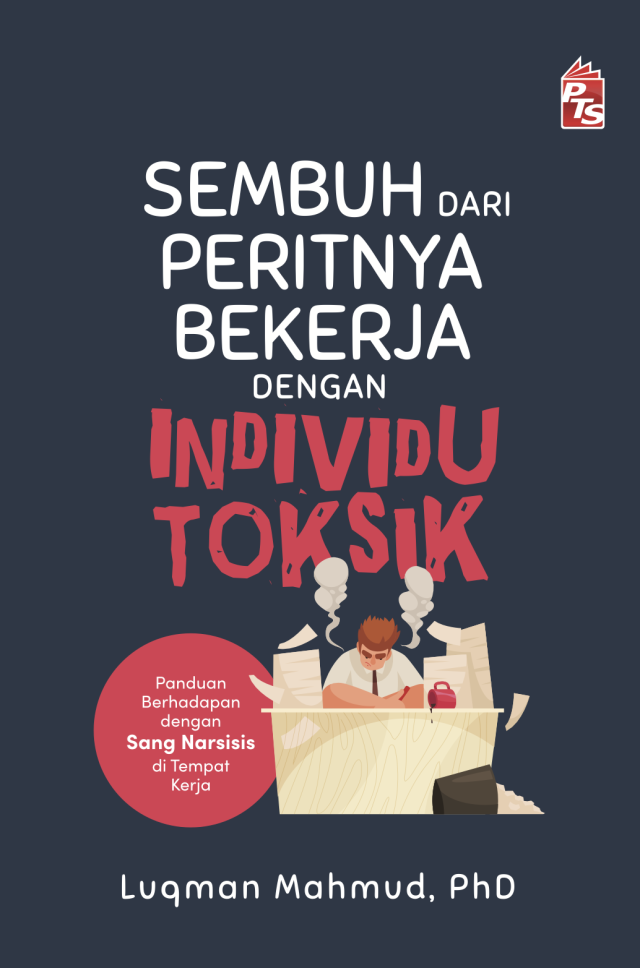 PTS
SEMBUH DARI
PERITNYA
BEKERJA
DENGAN
INDIVIDU
TOKSIK
Panduan
Berhadapan
dengan
Sang Narsisis
di Tempat
Kerja
Luqman Mahmud, PhD